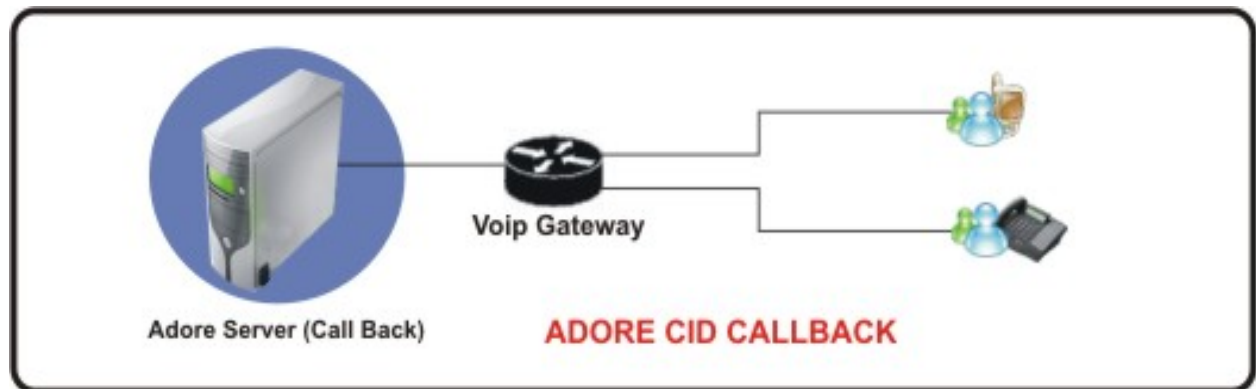 Voip Gateway
Adore Server (Call Back)
ADORE CID CALLBACK